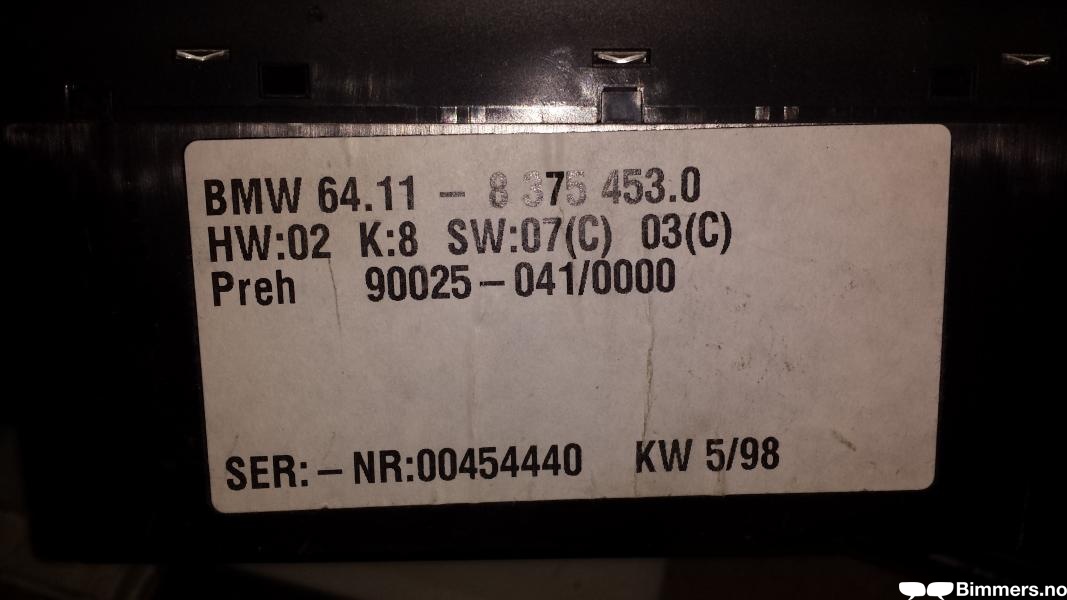 BMW 64.11 – 8 375 453.0
HW:02 K:8 SW:07(C) 03(C)
Preh 90025 – 041/0000
SER: – NR:00454440 KW 5/98
Bimmers.no